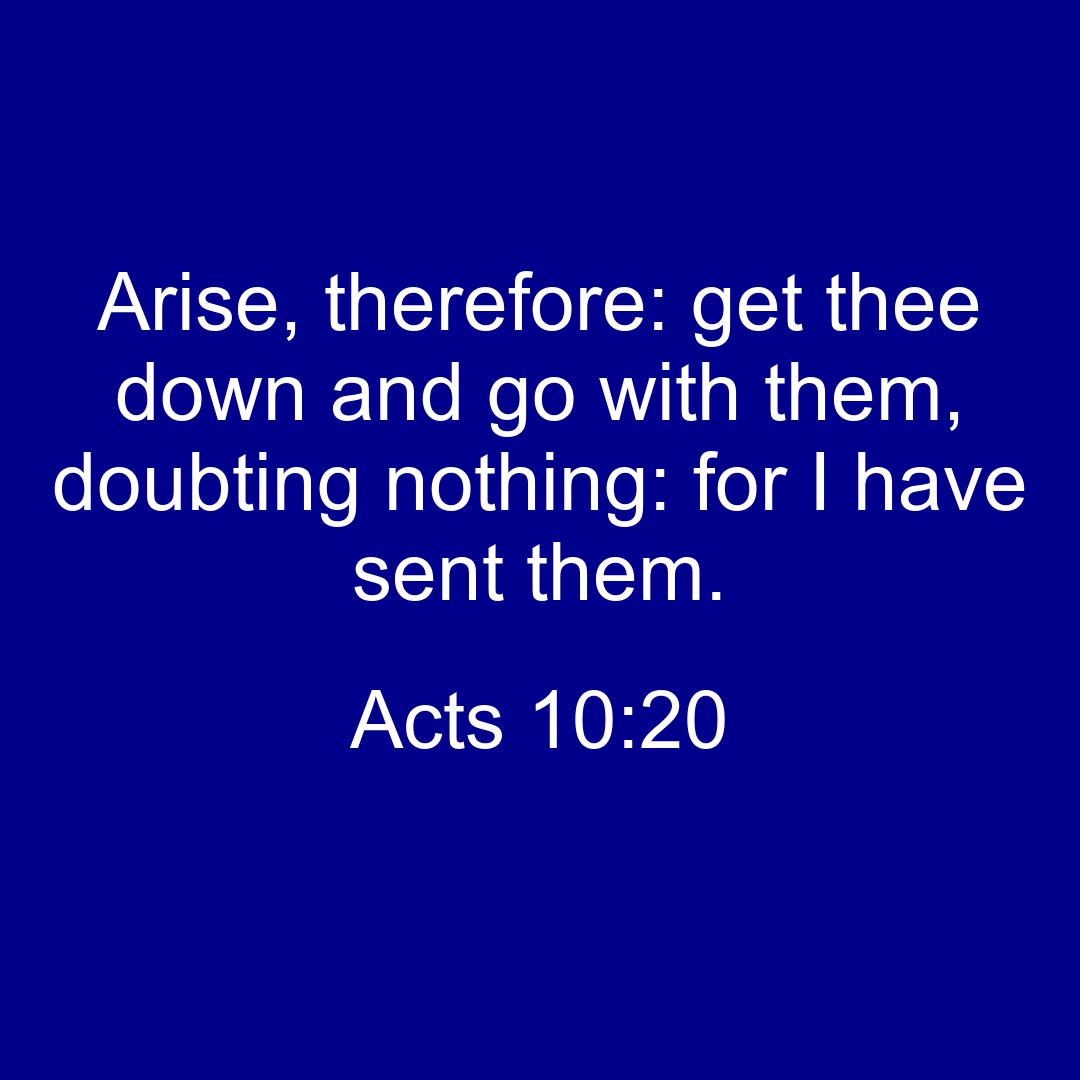 Arise, therefore: get thee
down and go with them,
doubting nothing: for I have
sent them.
Acts 10:20